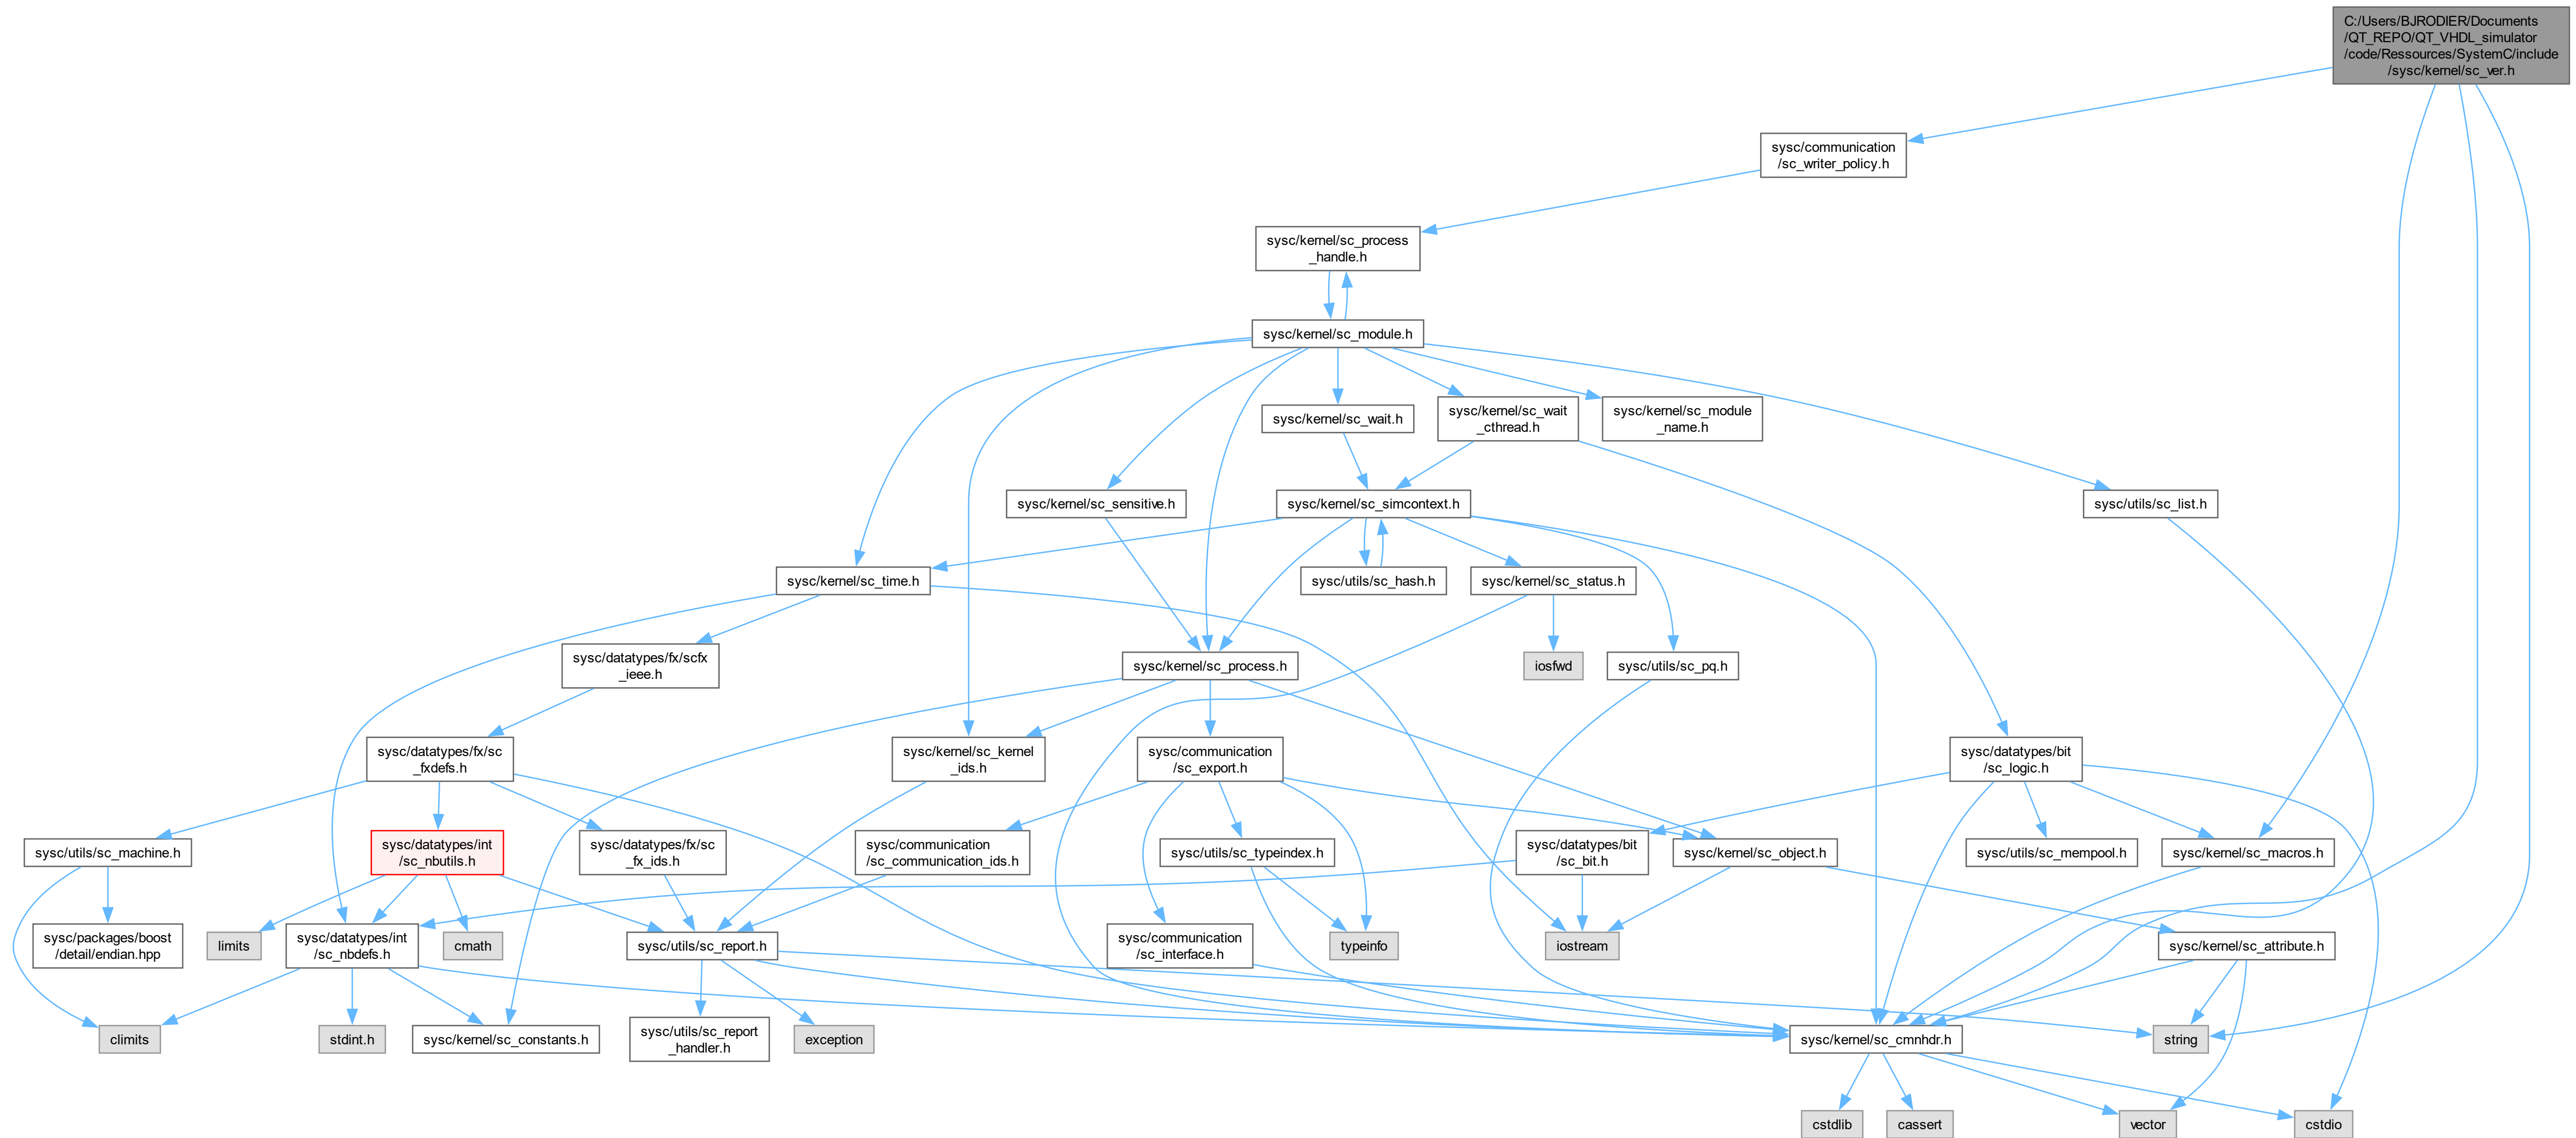 C:/Users/BJRODIER/Documents
/QT_REPO/QT_VHDL_simulator
/code/Ressources/SystemC/include
/sysc/kernel/sc_ver.h
sysc/communication
/sc_writer_policy.h
sysc/kernel/sc_process
_handle.h
sysc/kernel/sc_module.h
sysc/kernel/sc_wait.h
sysc/kernel/sc_wait
_cthread.h
sysc/kernel/sc_module
_name.h
sysc/kernel/sc_sensitive.h
sysc/kernel/sc_simcontext.h
sysc/utils/sc_list.h
sysc/kernel/sc_time.h
sysc/utils/sc_hash.h
sysc/kernel/sc_status.h
sysc/datatypes/fx/scfx
_ieee.h
sysc/kernel/sc_process.h
iosfwd
sysc/utils/sc_pq.h
sysc/datatypes/fx/sc
_fxdefs.h
sysc/kernel/sc_kernel
_ids.h
sysc/communication
/sc_export.h
sysc/datatypes/bit
/sc_logic.h
sysc/utils/sc_machine.h
sysc/datatypes/int
/sc_nbutils.h
sysc/datatypes/fx/sc
_fx_ids.h
sysc/communication
/sc_communication_ids.h
sysc/utils/sc_typeindex.h
sysc/datatypes/bit
/sc_bit.h
sysc/kernel/sc_object.h
sysc/utils/sc_mempool.h
sysc/kernel/sc_macros.h
sysc/packages/boost
/detail/endian.hpp
limits
sysc/datatypes/int
/sc_nbdefs.h
cmath
sysc/utils/sc_report.h
sysc/communication
/sc_interface.h
typeinfo
iostream
sysc/kernel/sc_attribute.h
climits
stdint.h
sysc/kernel/sc_constants.h
sysc/utils/sc_report
_handler.h
exception
sysc/kernel/sc_cmnhdr.h
string
cstdlib
cassert
vector
cstdio